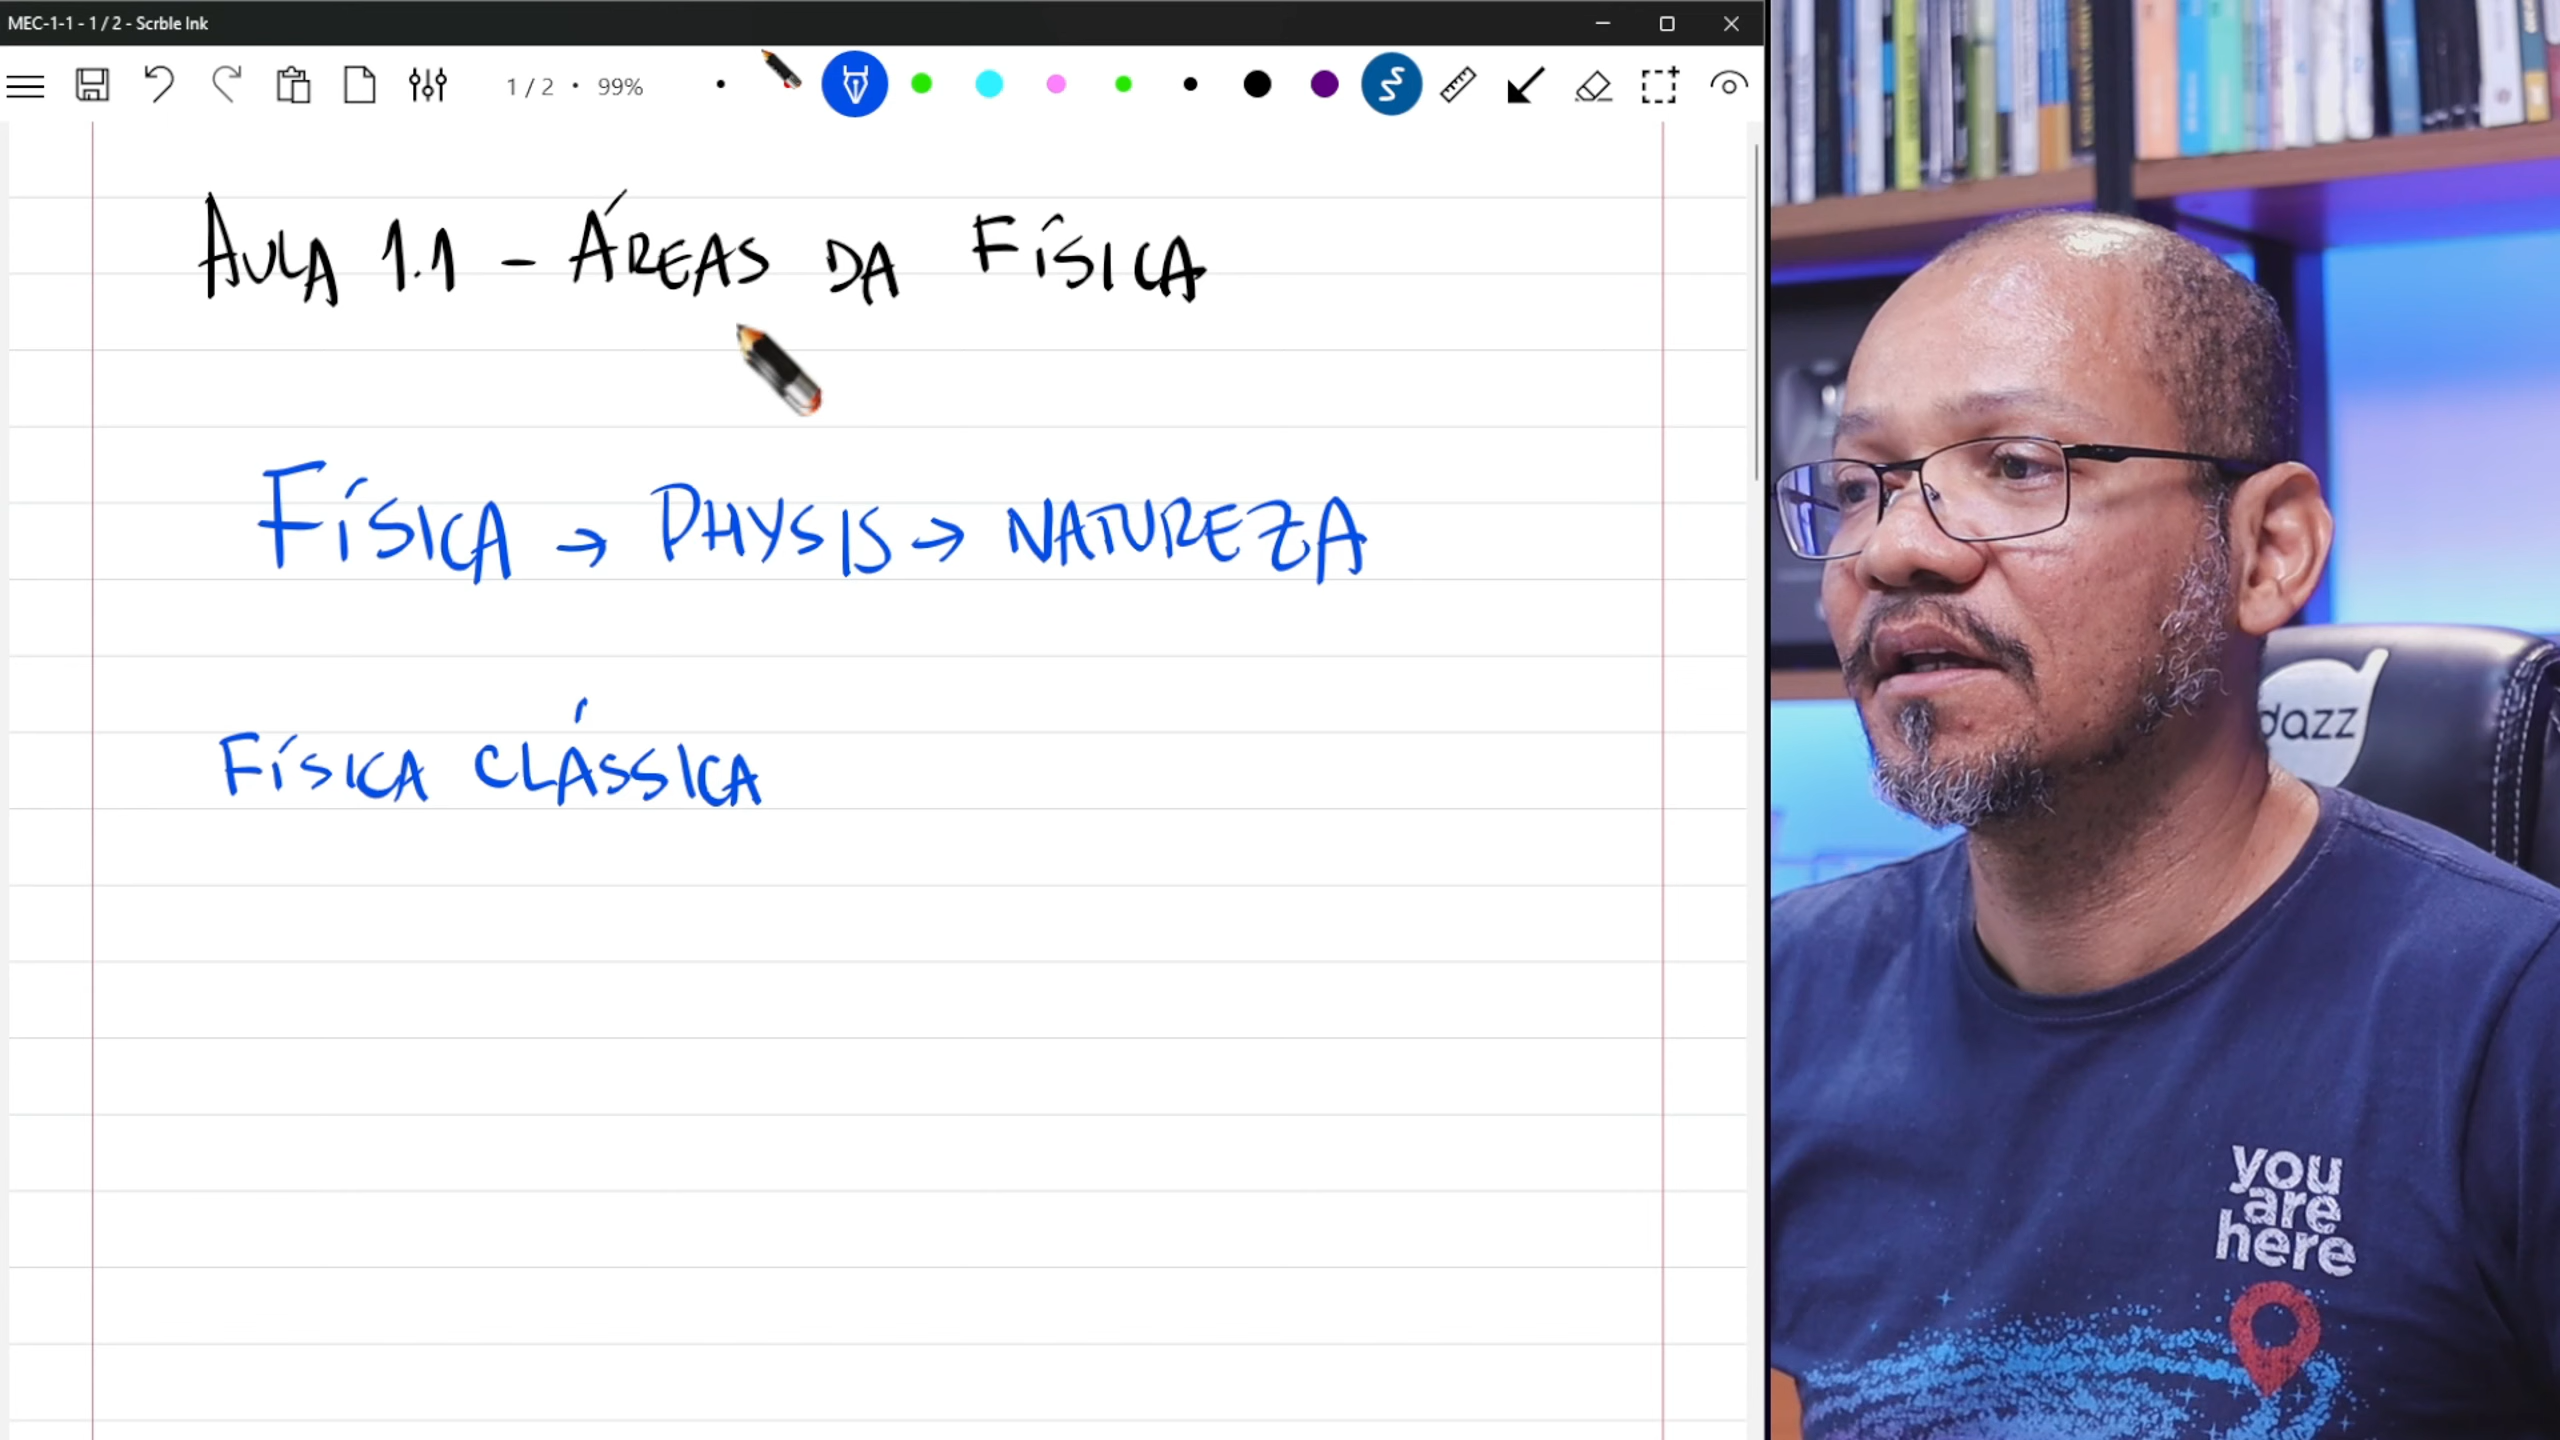 MEC-1-1 - 1 / 2 - Scrble Ink
1 / 2 • 99%
AULA 1.1 - ÁREAS DA FÍSICA
FÍSICA → PHYSIS → NATUREZA
FÍSICA CLÁSSICA
dazz
you
are
here